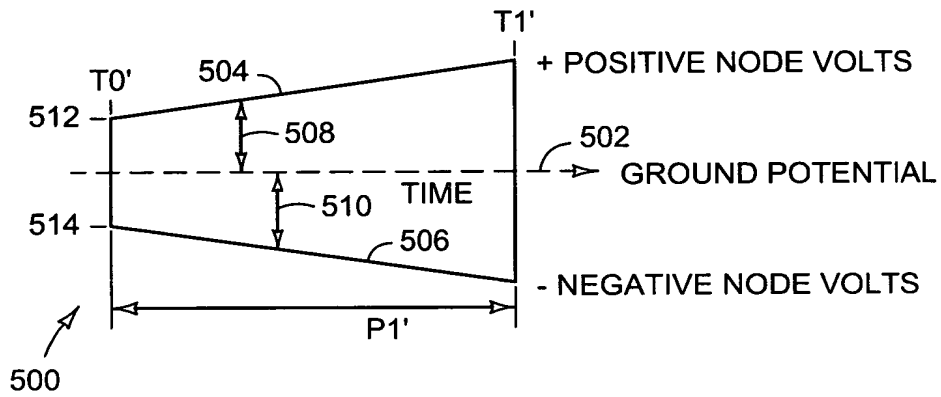 T1'
504
+ POSITIVE NODE VOLTS
T0'
512
508
502
TIME
GROUND POTENTIAL
510
514
506
- NEGATIVE NODE VOLTS
P1'
500